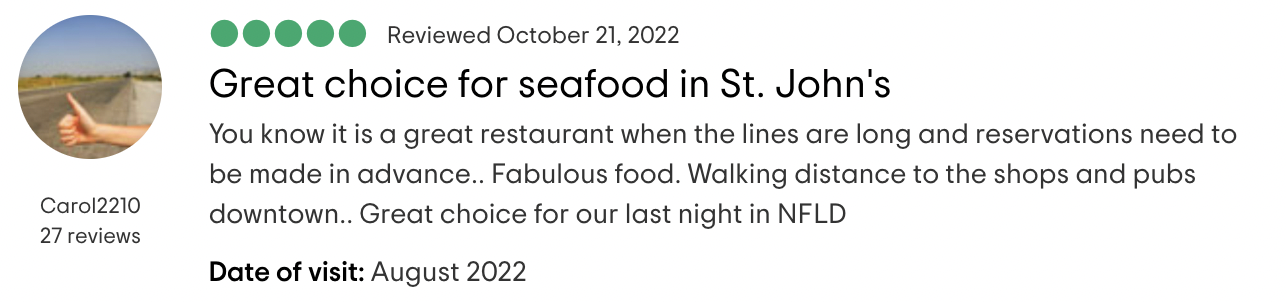 Reviewed October 21, 2022
Great choice for seafood in St. John's
You know it is a great restaurant when the lines are long and reservations need to
be made in advance.. Fabulous food. Walking distance to the shops and pubs
downtown.. Great choice for our last night in NFLD
Carol2210
27 reviews
Date of visit: August 2022